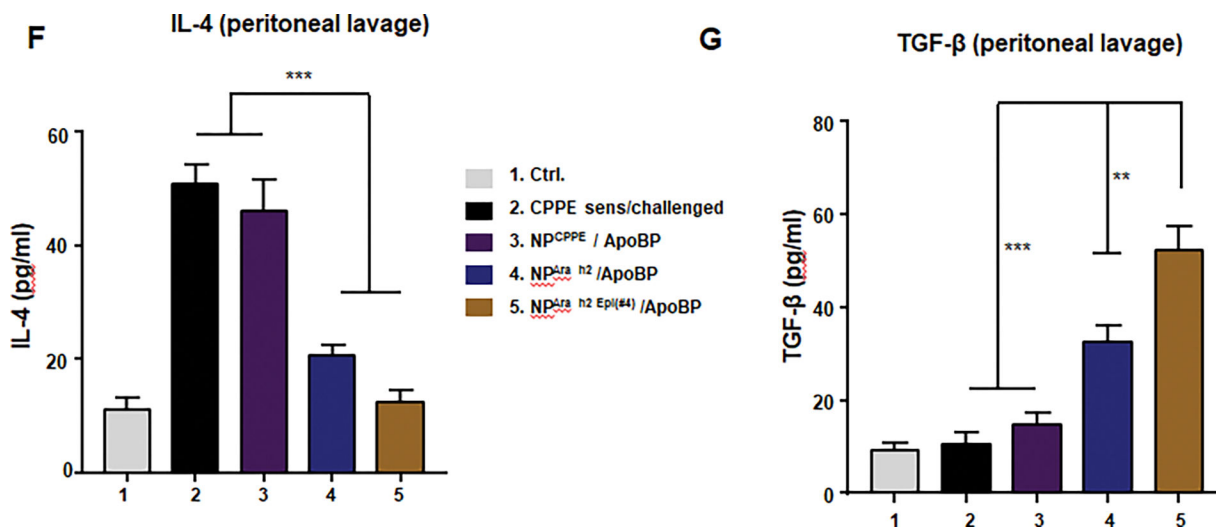 F
IL-4 (peritoneal lavage)
***
60
40
20
0
IL-4 (pg/ml)
1
2
3
4
5
1. Ctrl.
2. CPPE sens/challenged
3. NPCPPE / ApoBP
4. NPAra h2 /ApoBP
5. NPAra h2 Epi(#4) /ApoBP
G
TGF-β (peritoneal lavage)
**
***
80
60
40
20
0
TGF-β (pg/ml)
1
2
3
4
5